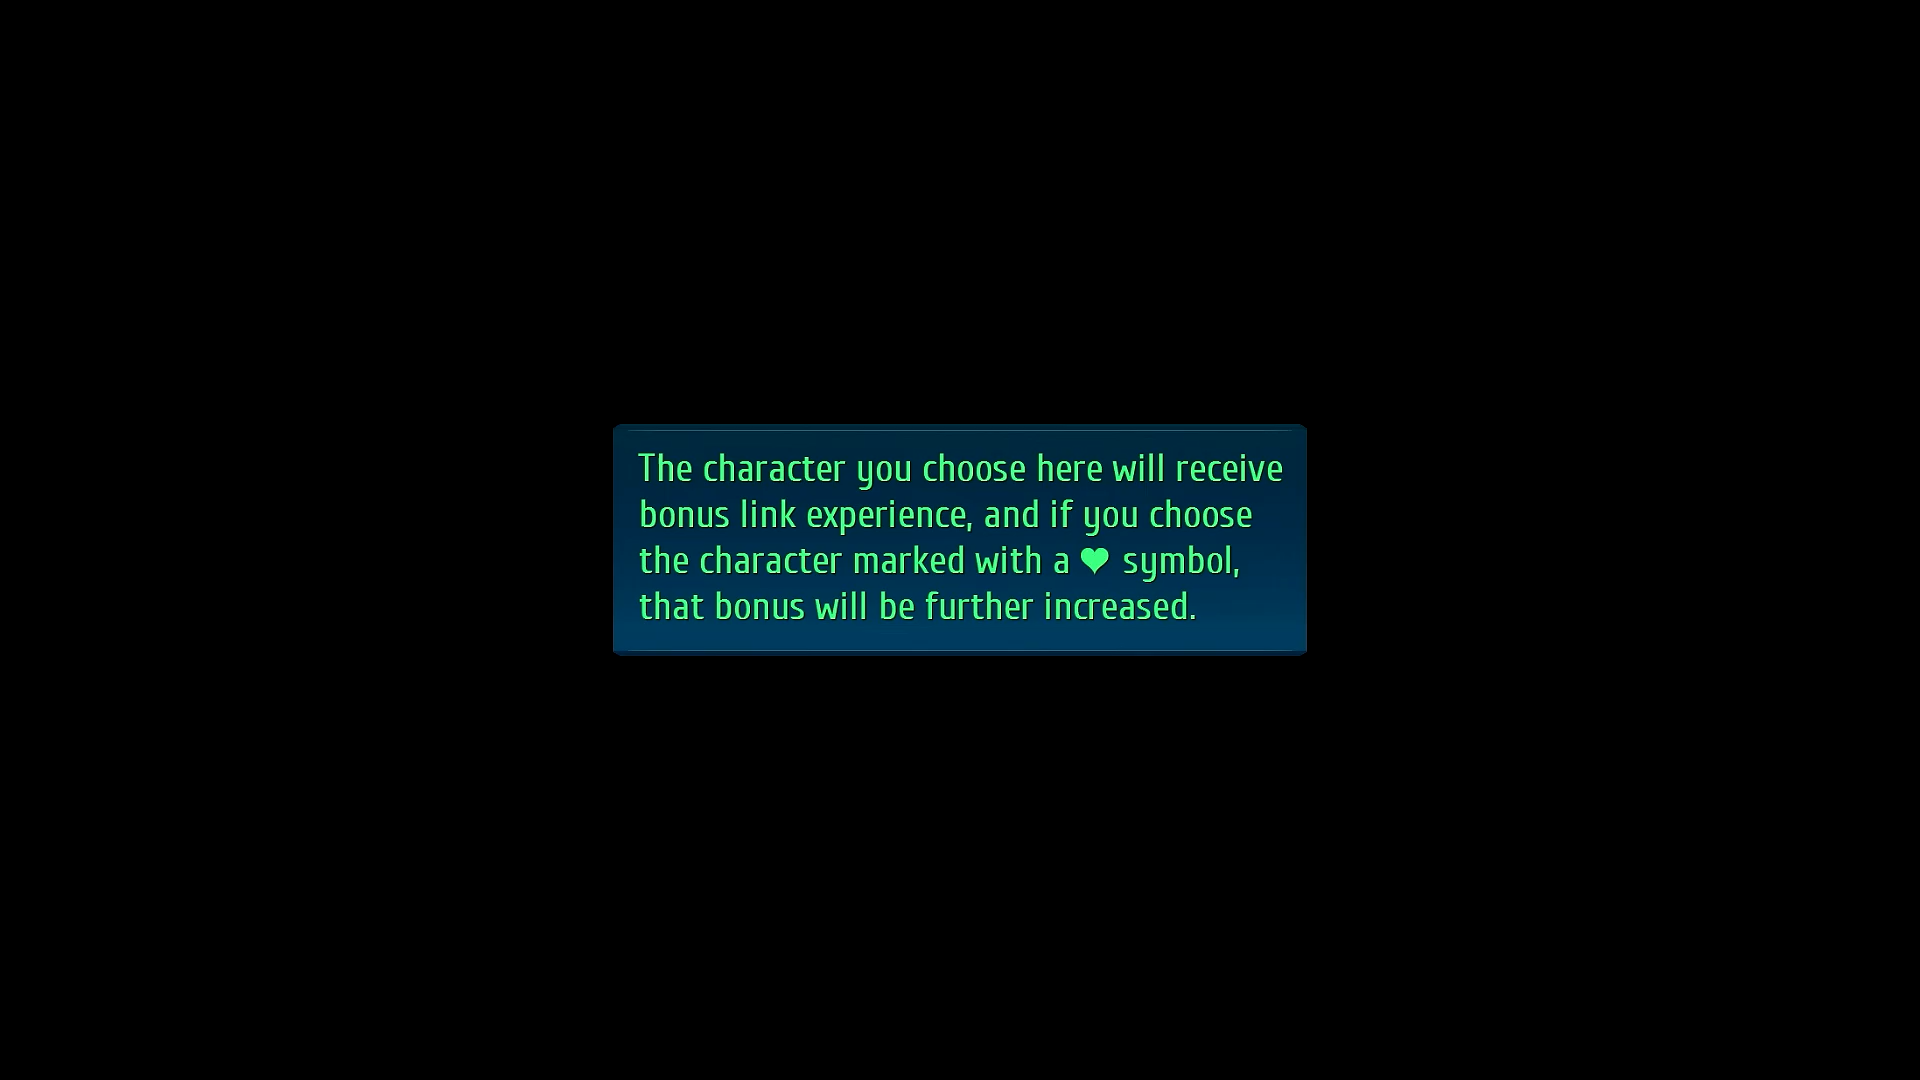 The character you choose here will receive
bonus link experience, and if you choose
the character marked with a ♥ symbol,
that bonus will be further increased.